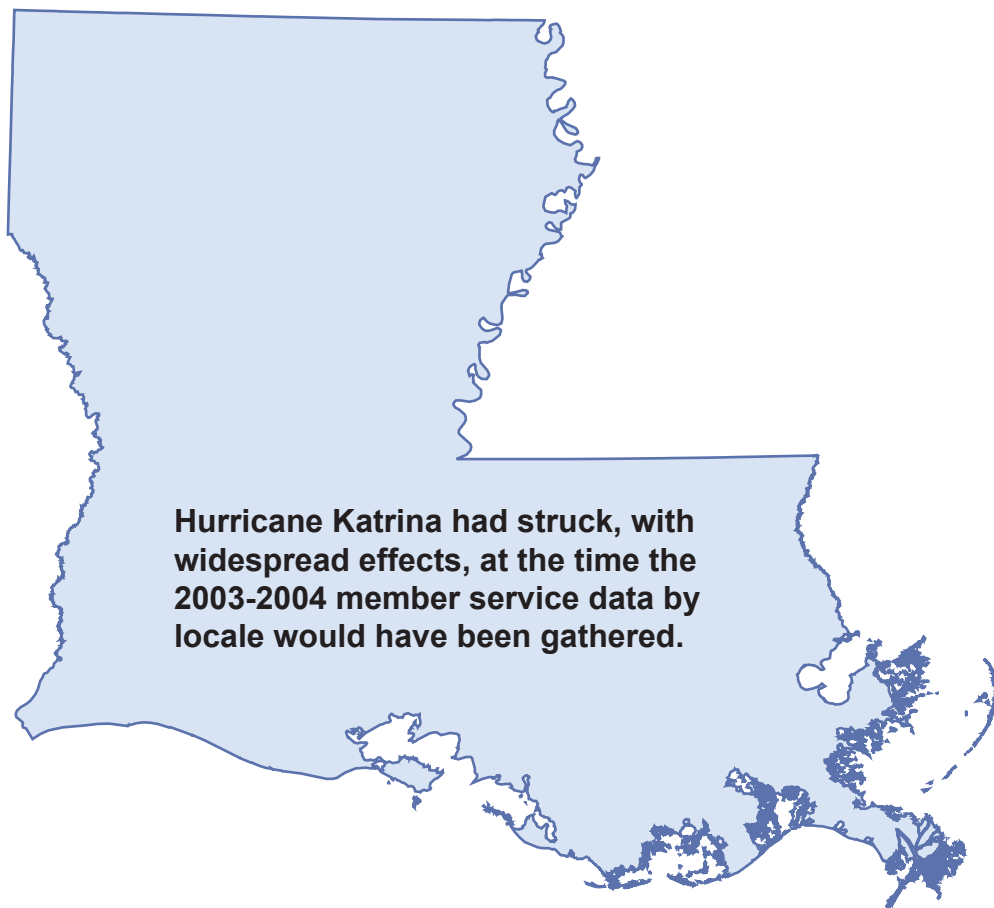 Hurricane Katrina had struck, with
widespread effects, at the time the
2003-2004 member service data by
locale would have been gathered.